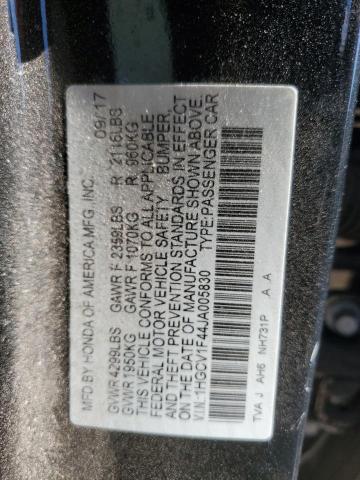 MFD BY HONDA OF AMERICA MFG. INC. 09/17
GVWR 4299LBS GAWR F 2359LBS R 2116LBS
GVWR 1950KG GAWR F 1070KG R 960KG
THIS VEHICLE CONFORMS TO ALL APPLICABLE
FEDERAL MOTOR VEHICLE SAFETY BUMPER,
AND THEFT PREVENTION STANDARDS IN EFFECT
ON THE DATE OF MANUFACTURE SHOWN ABOVE.
V.I.N.:1HGCV1F44JA005830 TYPE:PASSENGER CAR
TVA J AH6 NH731P A A